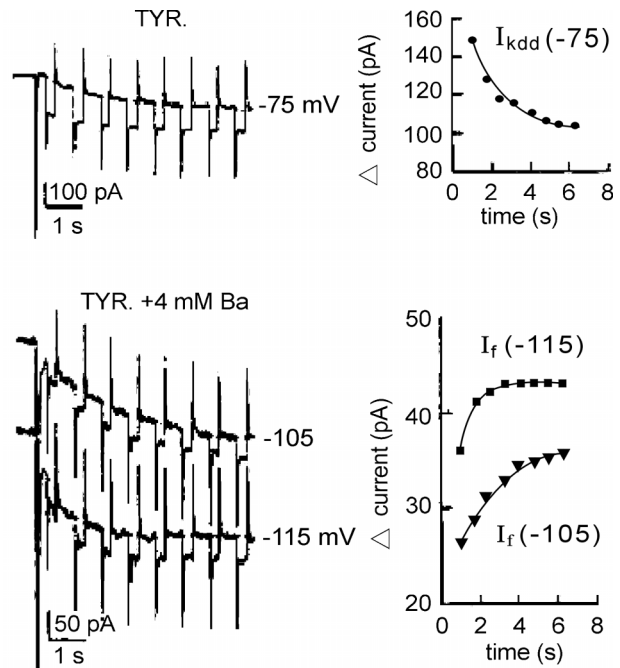 TYR.
-75 mV
100 pA
1 s
160
140
120
100
80
0 2 4 6 8
△ current (pA)
time (s)
Ikdd (-75)
TYR. +4 mM Ba
-105
-115 mV
50 pA
1 s
50
40
30
20
0 2 4 6 8
△ current (pA)
time (s)
If (-115)
If (-105)